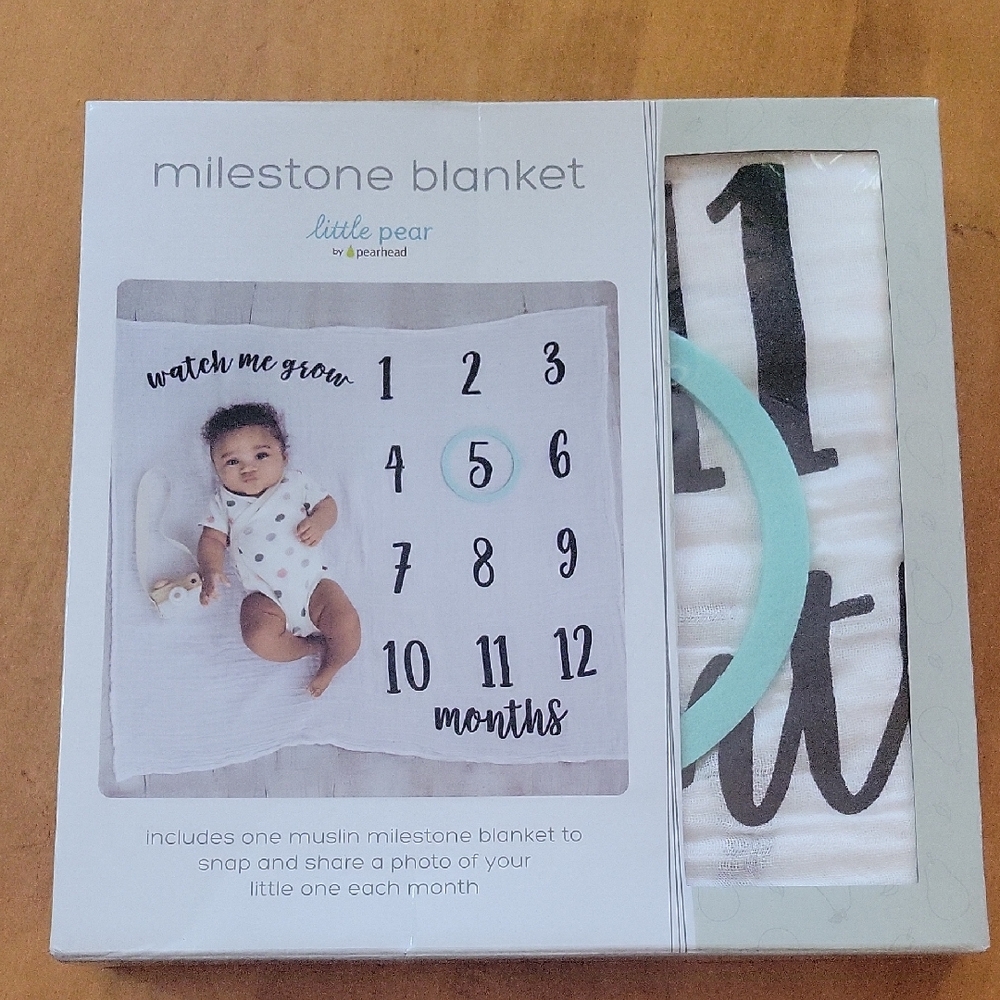 milestone blanket
little pear
by pearhead
watch me grow
1 2 3
4 5 6
7 8 9
10 11 12
months
includes one muslin milestone blanket to
snap and share a photo of your
little one each month
1
at